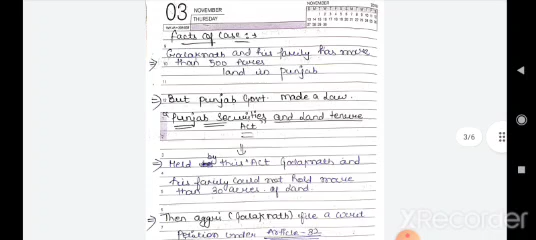 03
NOVEMBER
THURSDAY
NOVEMBER
Facts of Case :→
Golaknath and his family has more
than 500 Acres
land in punjab
But punjab Govt. made a law.
Punjab Securities and Land tenure
Act
Held by this Act Golaknath and
his family could not hold more
than 30 acres of Land.
Then aggri (Golaknath) file a writ
Petition under Article-32
3/6
XRecorder